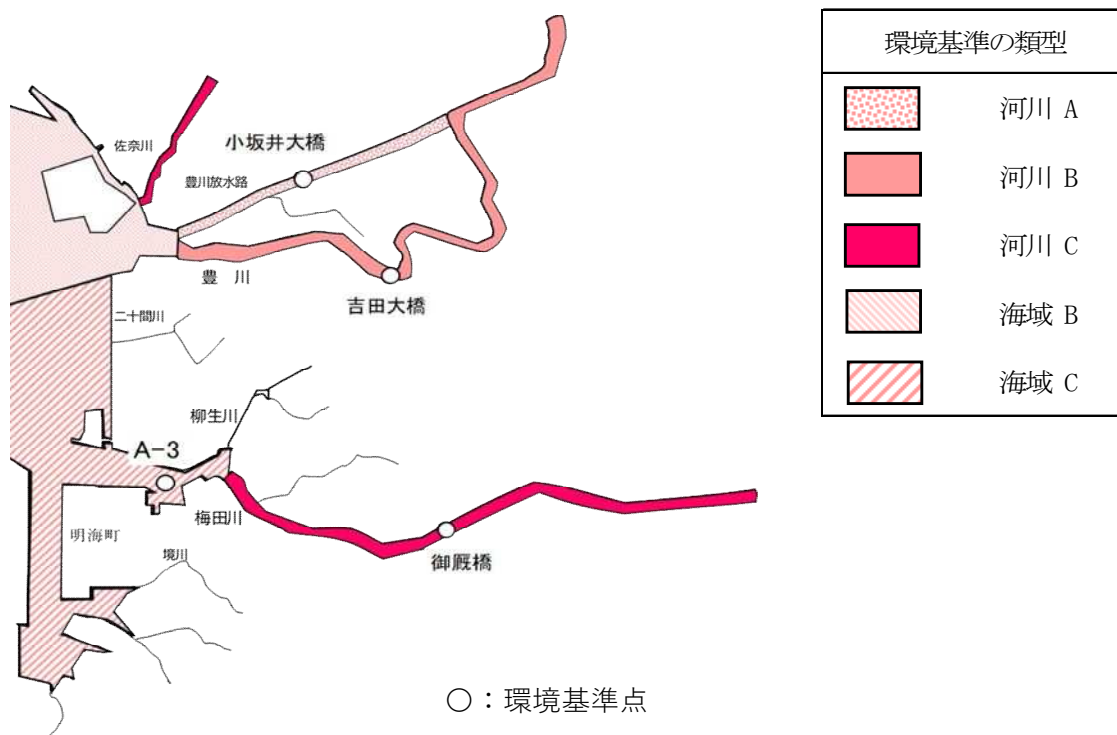 環境基準の類型
河川 A
河川 B
河川 C
海域 B
海域 C
佐奈川
小坂井大橋
豊川放水路
豊 川
吉田大橋
二十間川
柳生川
A-3
梅田川
明海町
境川
御厩橋
○：環境基準点